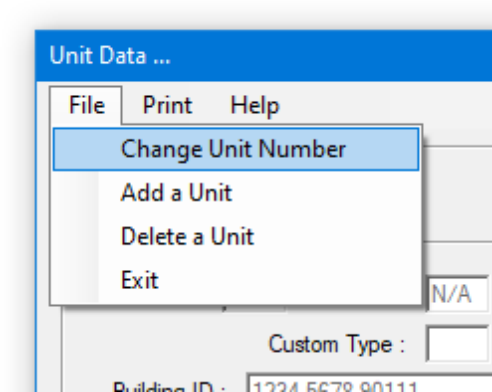 Unit Data ...
File Print Help
Change Unit Number
Add a Unit
Delete a Unit
Exit
N/A
Custom Type :
Building ID : 1234 5678 90111